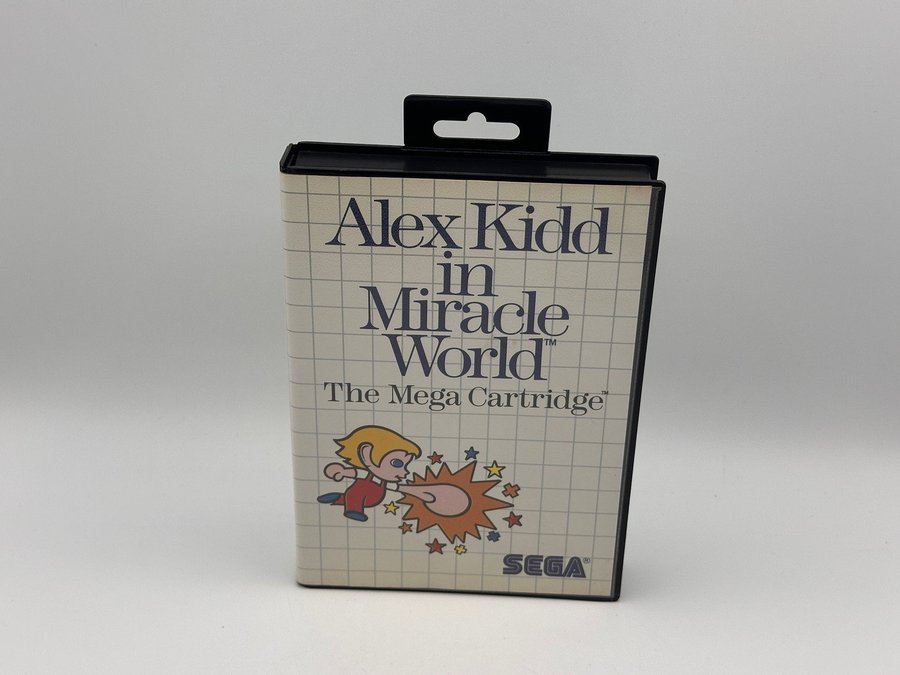 Alex Kidd
in
Miracle
World™
The Mega Cartridge™
SEGA®